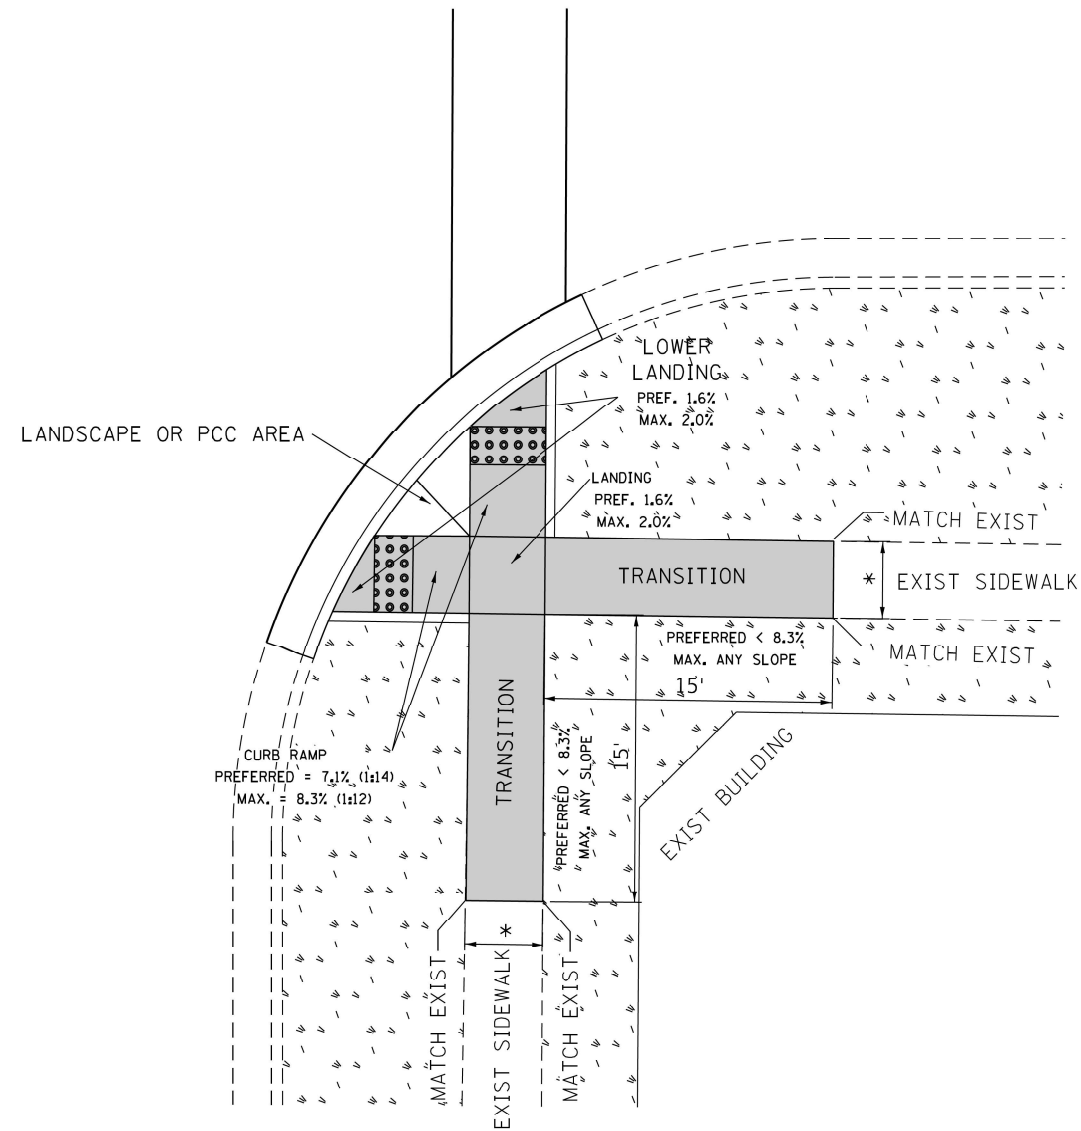 LOWER
LANDING
PREF. 1.6%
MAX. 2.0%
LANDSCAPE OR PCC AREA
LANDING
PREF. 1.6%
MAX. 2.0%
MATCH EXIST
TRANSITION
* EXIST SIDEWALK
PREFERRED < 8.3%
MAX. ANY SLOPE
MATCH EXIST
15'
TRANSITION
PREFERRED < 8.3%
MAX. ANY SLOPE
15'
CURB RAMP
PREFERRED = 7.1% (1:14)
MAX. = 8.3% (1:12)
EXIST BUILDING
MATCH EXIST
EXIST SIDEWALK *
MATCH EXIST